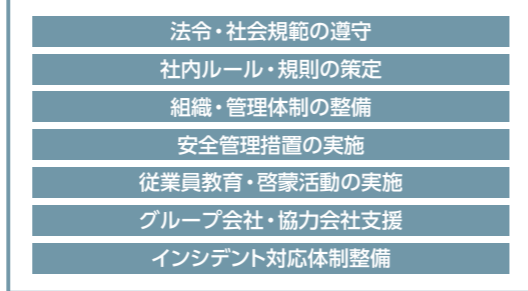 法令・社会規範の遵守
社内ルール・規則の策定
組織・管理体制の整備
安全管理措置の実施
従業員教育・啓蒙活動の実施
グループ会社・協力会社支援
インシデント対応体制整備